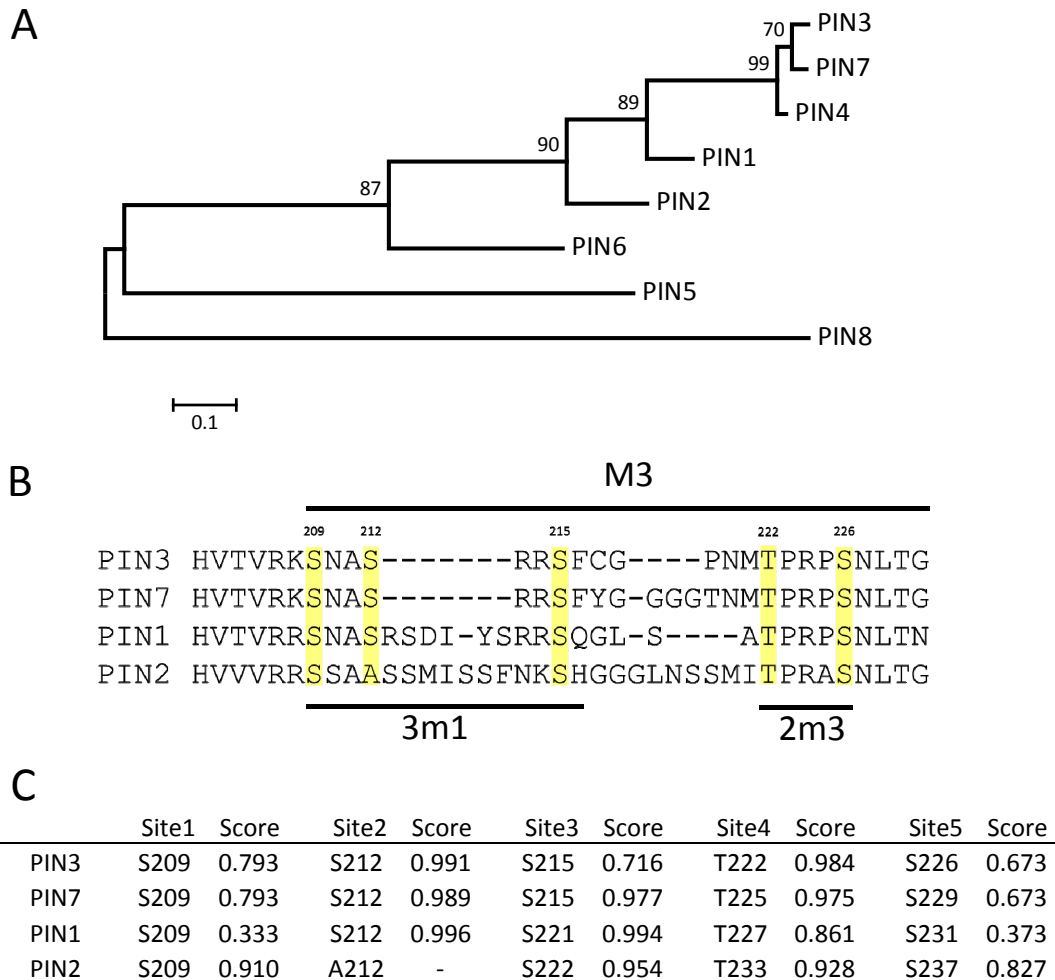 A
PIN3
70
PIN7
99
PIN4
89
PIN1
90
PIN2
87
PIN6
PIN5
PIN8
0.1
B
M3
209 212 215 222 226
PIN3 HVTVRKSNAS-------RRSFCG----PNMTPRPSNLTG
PIN7 HVTVRKSNAS-------RRSFYG-GGGTNMTPRPSNLTG
PIN1 HVTVRRSNASRSDI-YSRRSQGL-S----ATPRPSNLTN
PIN2 HVVVRRSSAASSMISSFNKSHGGGLNSSMITPRASNLTG
3m1 2m3
C
Site1 Score Site2 Score Site3 Score Site4 Score Site5 Score
PIN3 S209 0.793 S212 0.991 S215 0.716 T222 0.984 S226 0.673
PIN7 S209 0.793 S212 0.989 S215 0.977 T225 0.975 S229 0.673
PIN1 S209 0.333 S212 0.996 S221 0.994 T227 0.861 S231 0.373
PIN2 S209 0.910 A212 - S222 0.954 T233 0.928 S237 0.827